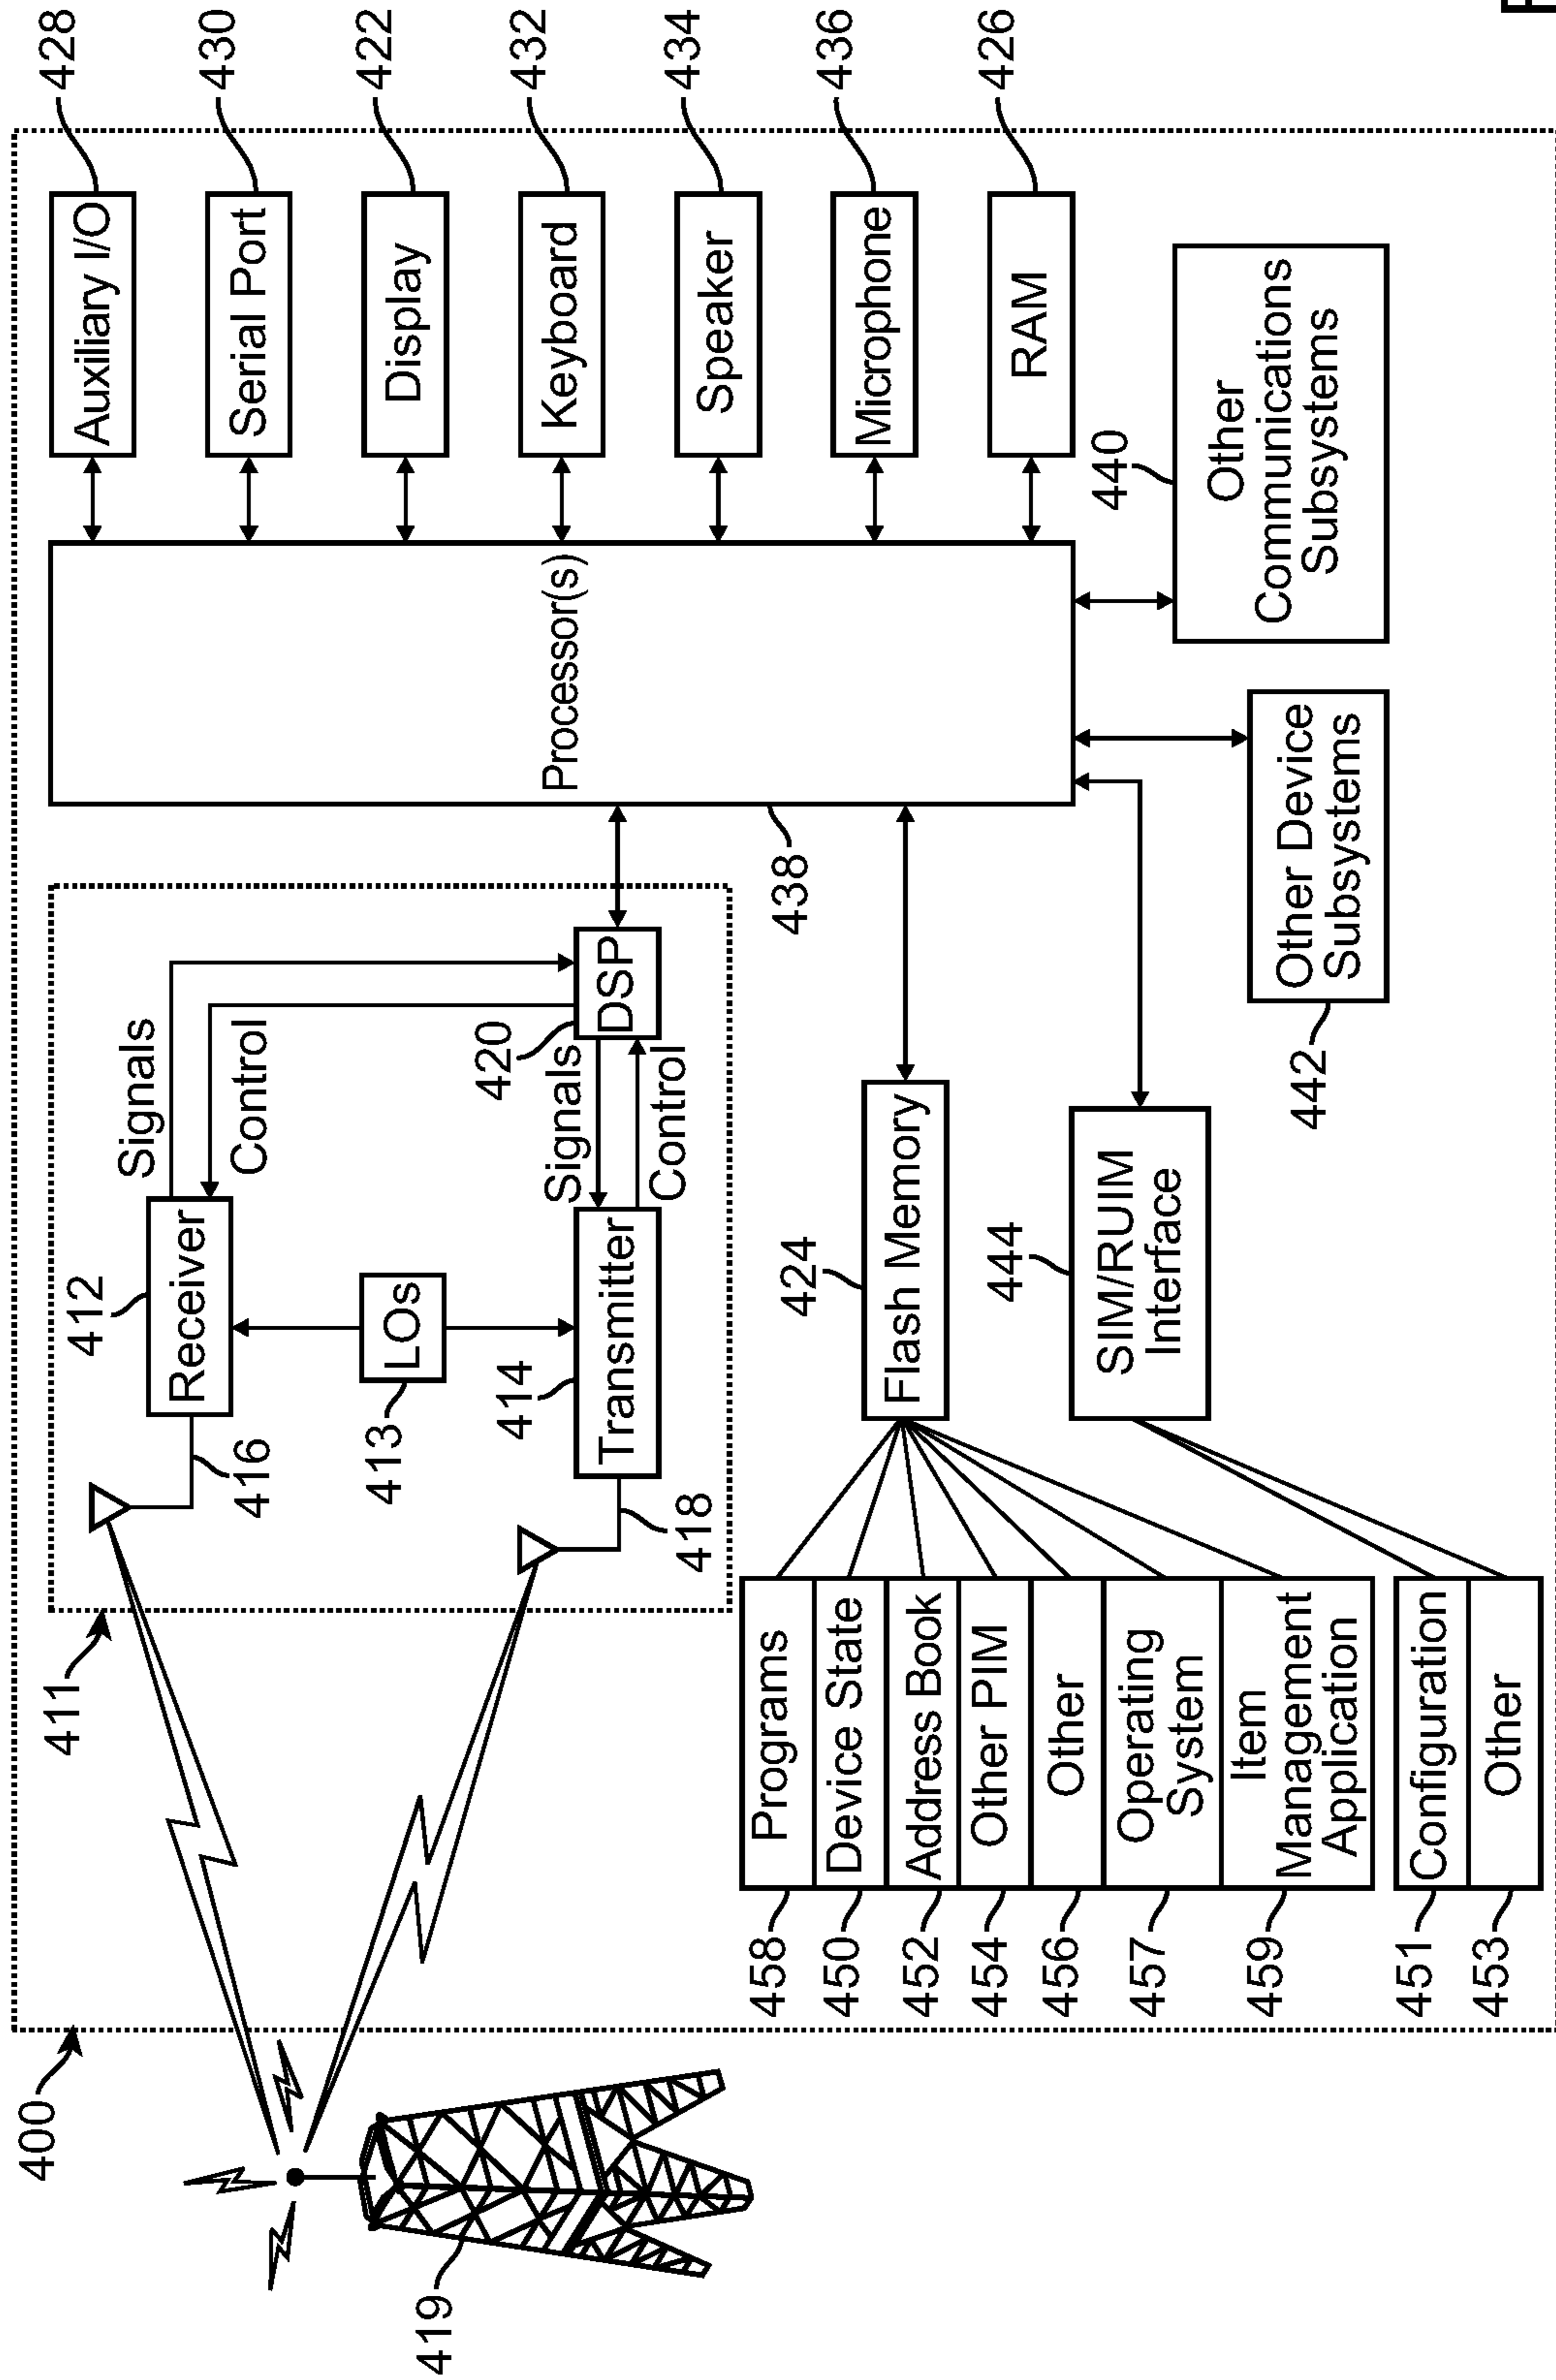 400
411
412
Receiver
Signals
Control
416
413
LOs
414
Transmitter
418
420
DSP
Signals
Control
438
Processor(s)
Auxiliary I/O
428
Serial Port
430
Display
422
Keyboard
432
Speaker
434
Microphone
436
RAM
426
419
424
Flash Memory
444
SIM/RUIM
Interface
442
Other Device
Subsystems
440
Other
Communications
Subsystems
458
Programs
450
Device State
452
Address Book
454
Other PIM
456
Other
457
Operating
System
459
Item
Management
Application
451
Configuration
453
Other